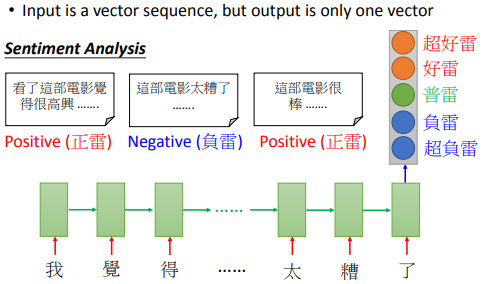 • Input is a vector sequence, but output is only one vector
Sentiment Analysis
看了這部電影覺
得很高興 …….
Positive (正雷)
這部電影太糟了
…….
Negative (負雷)
這部電影很
棒 …….
Positive (正雷)
超好雷
好雷
普雷
負雷
超負雷
……
我 覺 得 …… 太 糟 了